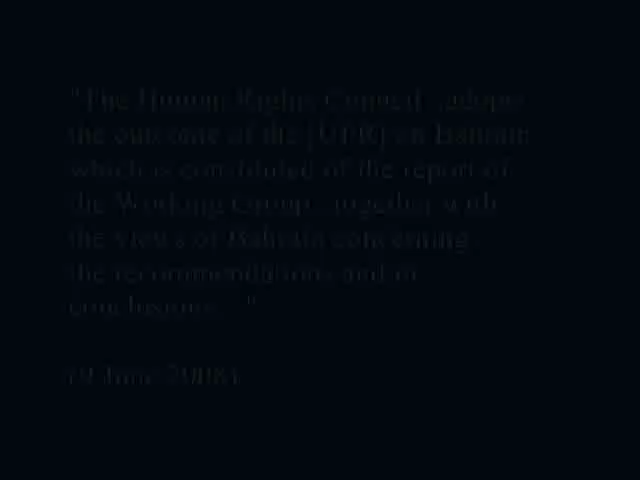 "The Human Rights Council...adopts
the outcome of the [UPR] on Bahrain
which is constituted of the report of
the Working Group...together with
the views of Bahrain concerning
the recommendations and/or
conclusions..."
(9 June 2008)